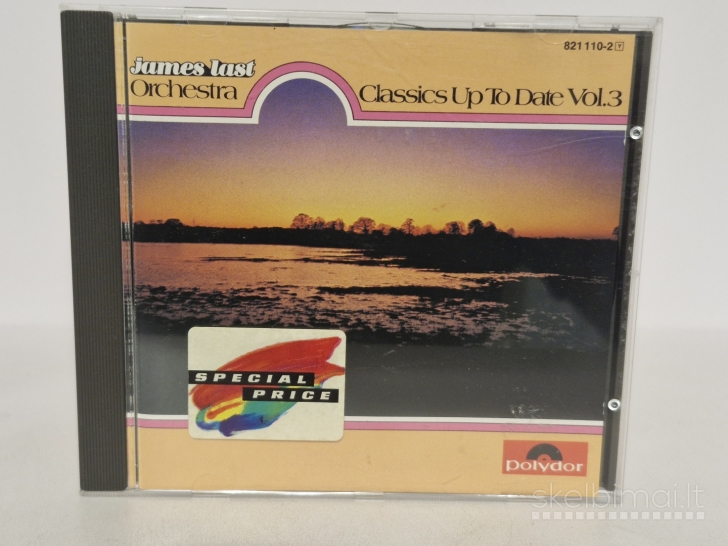 821 110-2 Y
james last
Orchestra
Classics Up To Date Vol.3
SPECIAL
PRICE
polydor
skelbimai.lt